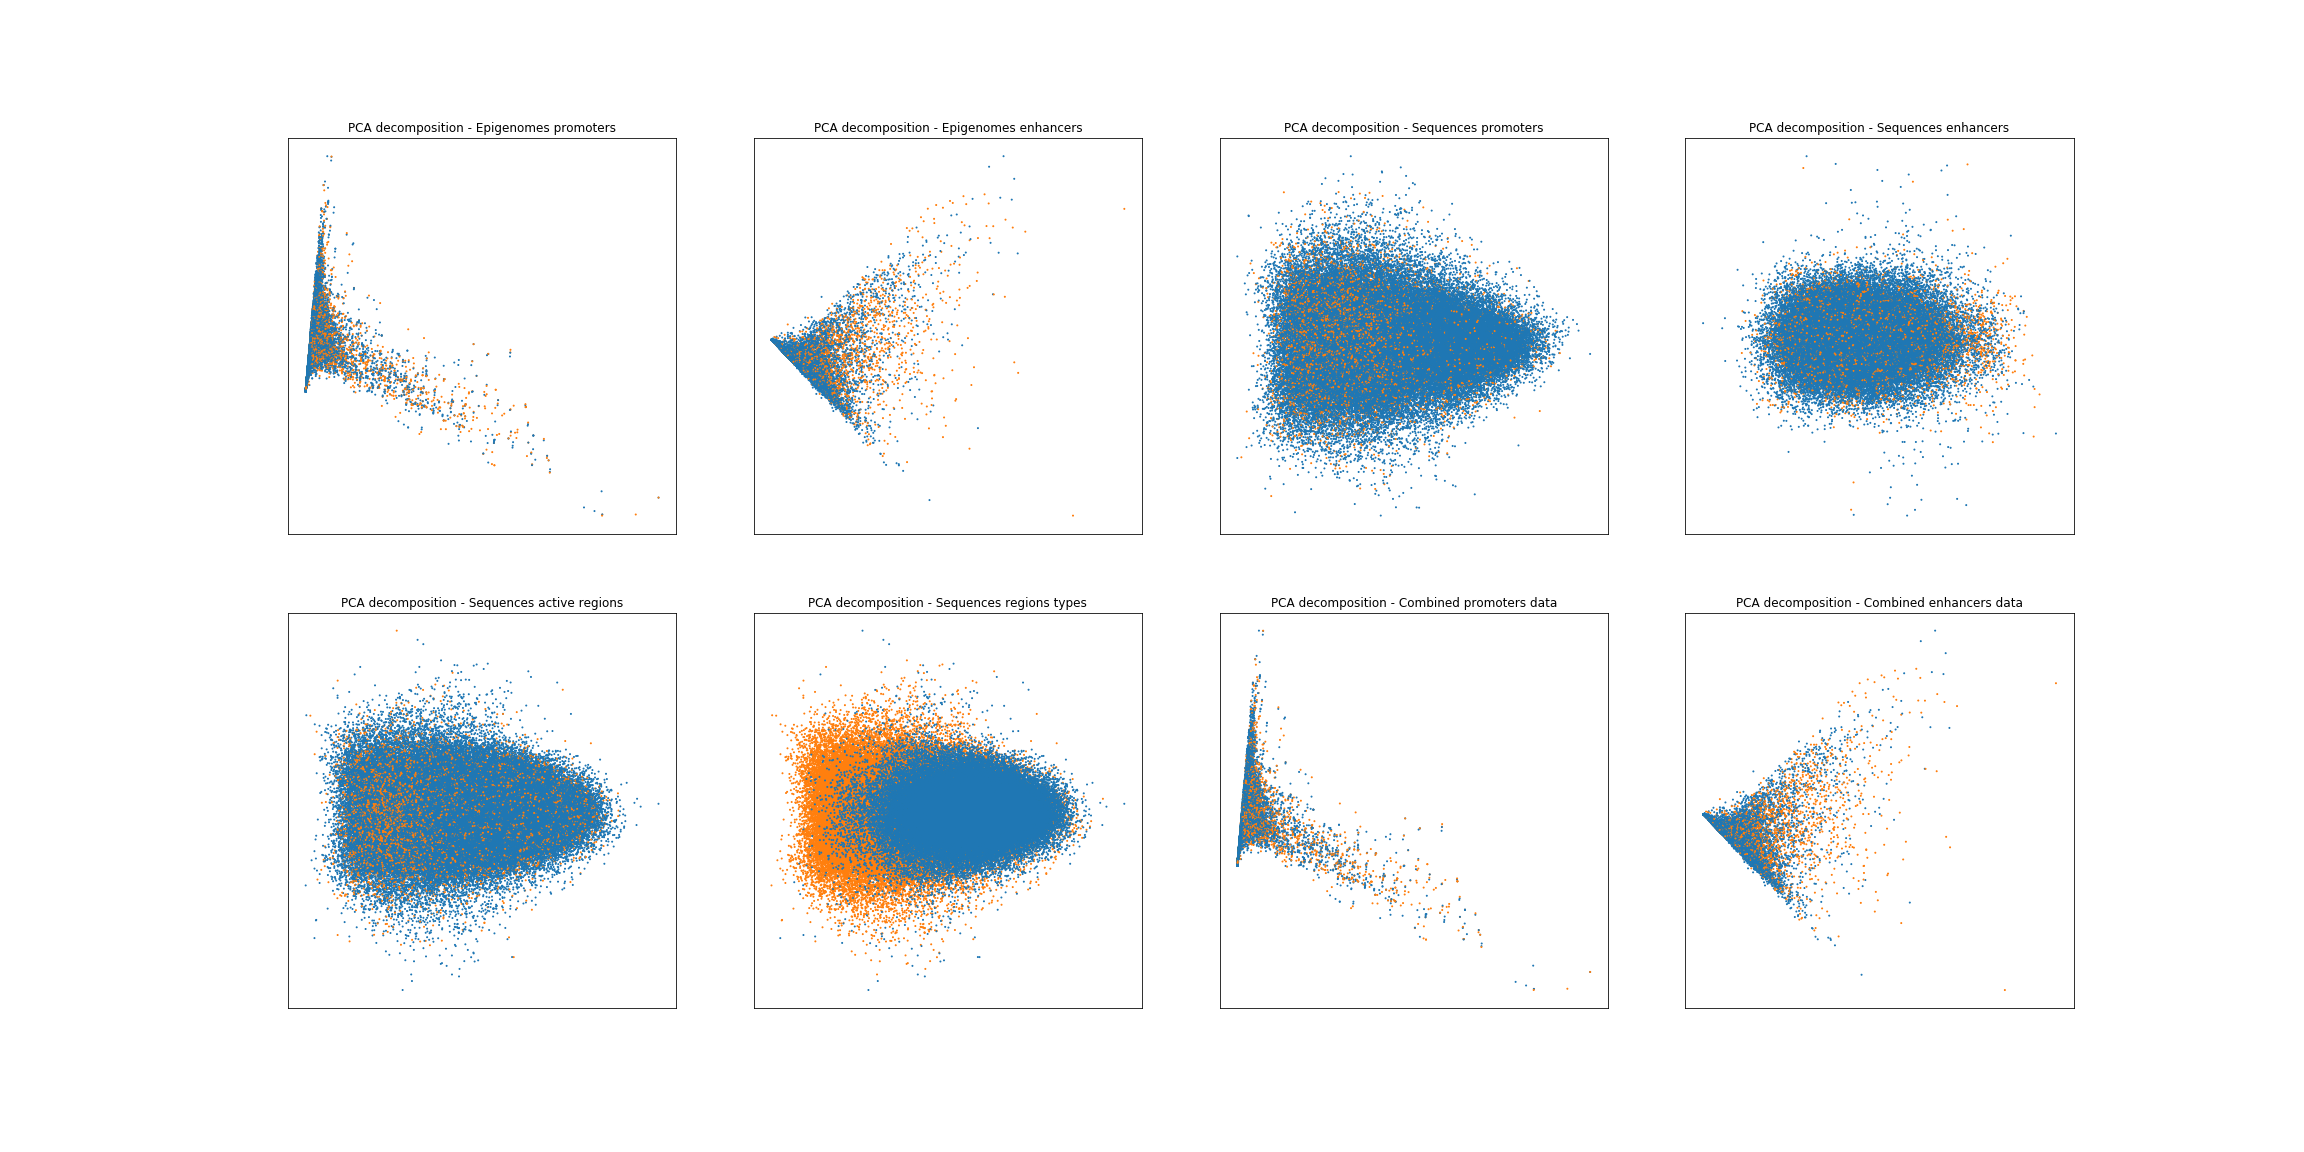 PCA decomposition - Epigenomes promoters
PCA decomposition - Epigenomes enhancers
PCA decomposition - Sequences promoters
PCA decomposition - Sequences enhancers
PCA decomposition - Sequences active regions
PCA decomposition - Sequences regions types
PCA decomposition - Combined promoters data
PCA decomposition - Combined enhancers data